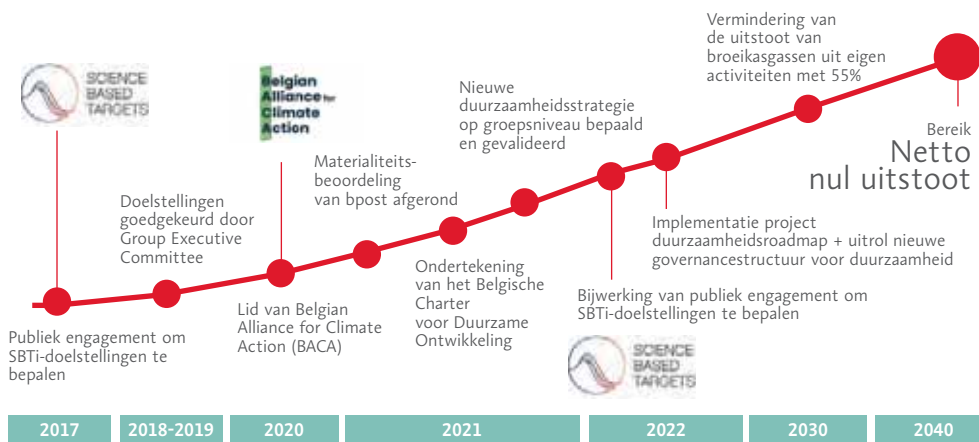 SCIENCE
BASED
TARGETS
Publiek engagement om
SBTi-doelstellingen te
bepalen
Doelstellingen
goedgekeurd door
Group Executive
Committee
Belgian
Alliance for
Climate
Action
Lid van Belgian
Alliance for Climate
Action (BACA)
Materialiteits-
beoordeling
van bpost afgerond
Ondertekening
van het Belgische
Charter
voor Duurzame
Ontwikkeling
Nieuwe
duurzaamheidsstrategie
op groepsniveau bepaald
en gevalideerd
Bijwerking van publiek engagement om
SBTi-doelstellingen te bepalen
SCIENCE
BASED
TARGETS
Implementatie project
duurzaamheidsroadmap + uitrol nieuwe
governancestructuur voor duurzaamheid
Vermindering van
de uitstoot van
broeikasgassen uit eigen
activiteiten met 55%
Bereik
Netto
nul uitstoot
2017 2018-2019 2020 2021 2022 2030 2040